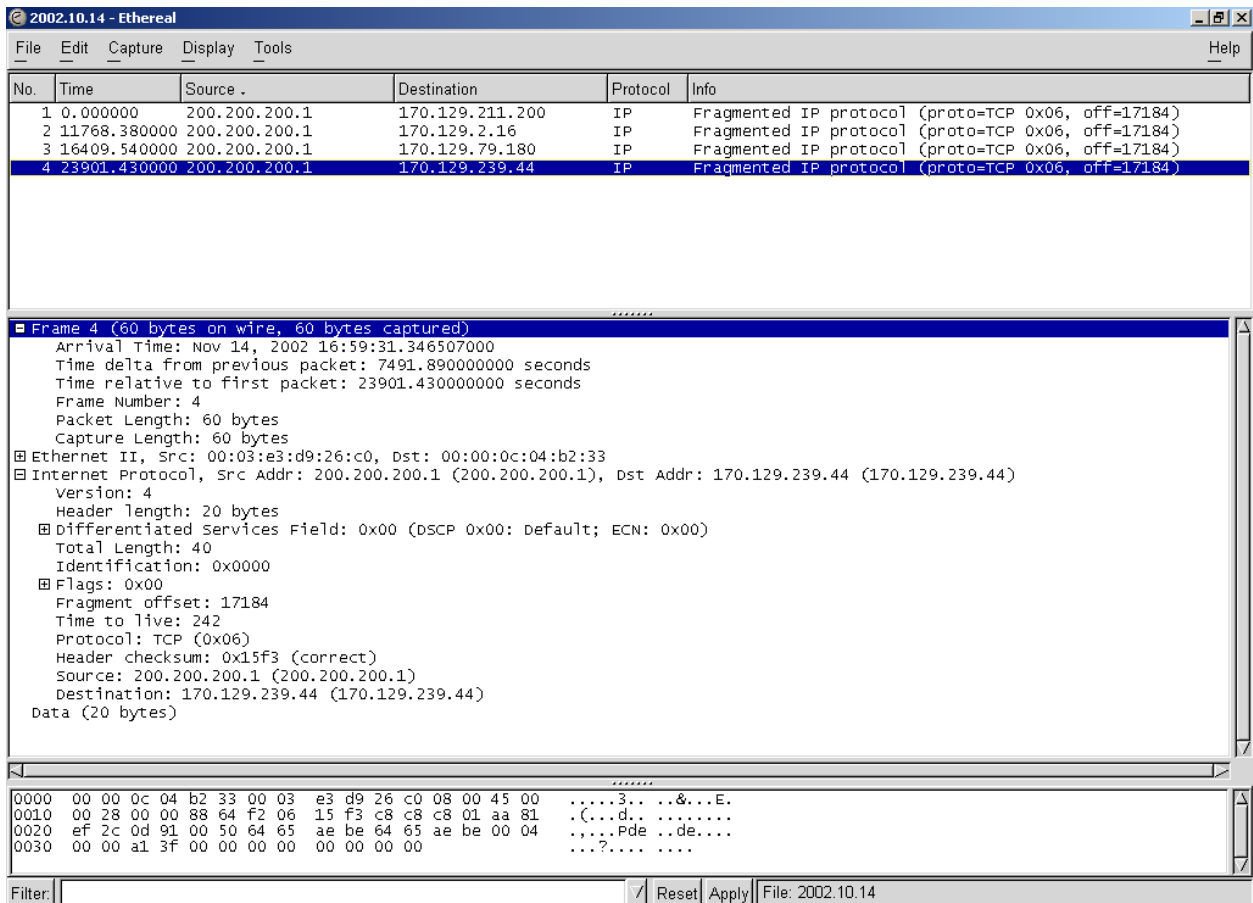 2002.10.14 - Ethereal
File Edit Capture Display Tools Help
No. Time Source Destination Protocol Info
1 0.000000 200.200.200.1 170.129.211.200 IP Fragmented IP protocol (proto=TCP 0x06, off=17184)
2 11768.380000 200.200.200.1 170.129.2.16 IP Fragmented IP protocol (proto=TCP 0x06, off=17184)
3 16409.540000 200.200.200.1 170.129.79.180 IP Fragmented IP protocol (proto=TCP 0x06, off=17184)
4 23901.430000 200.200.200.1 170.129.239.44 IP Fragmented IP protocol (proto=TCP 0x06, off=17184)
Frame 4 (60 bytes on wire, 60 bytes captured)
Arrival Time: Nov 14, 2002 16:59:31.346507000
Time delta from previous packet: 7491.890000000 seconds
Time relative to first packet: 23901.430000000 seconds
Frame Number: 4
Packet Length: 60 bytes
Capture Length: 60 bytes
Ethernet II, Src: 00:03:e3:d9:26:c0, Dst: 00:00:0c:04:b2:33
Internet Protocol, Src Addr: 200.200.200.1 (200.200.200.1), Dst Addr: 170.129.239.44 (170.129.239.44)
Version: 4
Header length: 20 bytes
Differentiated Services Field: 0x00 (DSCP 0x00: Default; ECN: 0x00)
Total Length: 40
Identification: 0x0000
Flags: 0x00
Fragment offset: 17184
Time to live: 242
Protocol: TCP (0x06)
Header checksum: 0x15f3 (correct)
Source: 200.200.200.1 (200.200.200.1)
Destination: 170.129.239.44 (170.129.239.44)
Data (20 bytes)
0000 00 00 0c 04 b2 33 00 03 e3 d9 26 c0 08 00 45 00 .....3.. ..&...E.
0010 00 28 00 00 88 64 f2 06 15 f3 c8 c8 c8 01 aa 81 .(...d.. ........
0020 ef 2c 0d 91 00 50 64 65 ae be 64 65 ae be 00 04 .,...Pde ..de....
0030 00 00 a1 3f 00 00 00 00 00 00 00 00 ...?.... ....
Filter: Reset Apply File: 2002.10.14